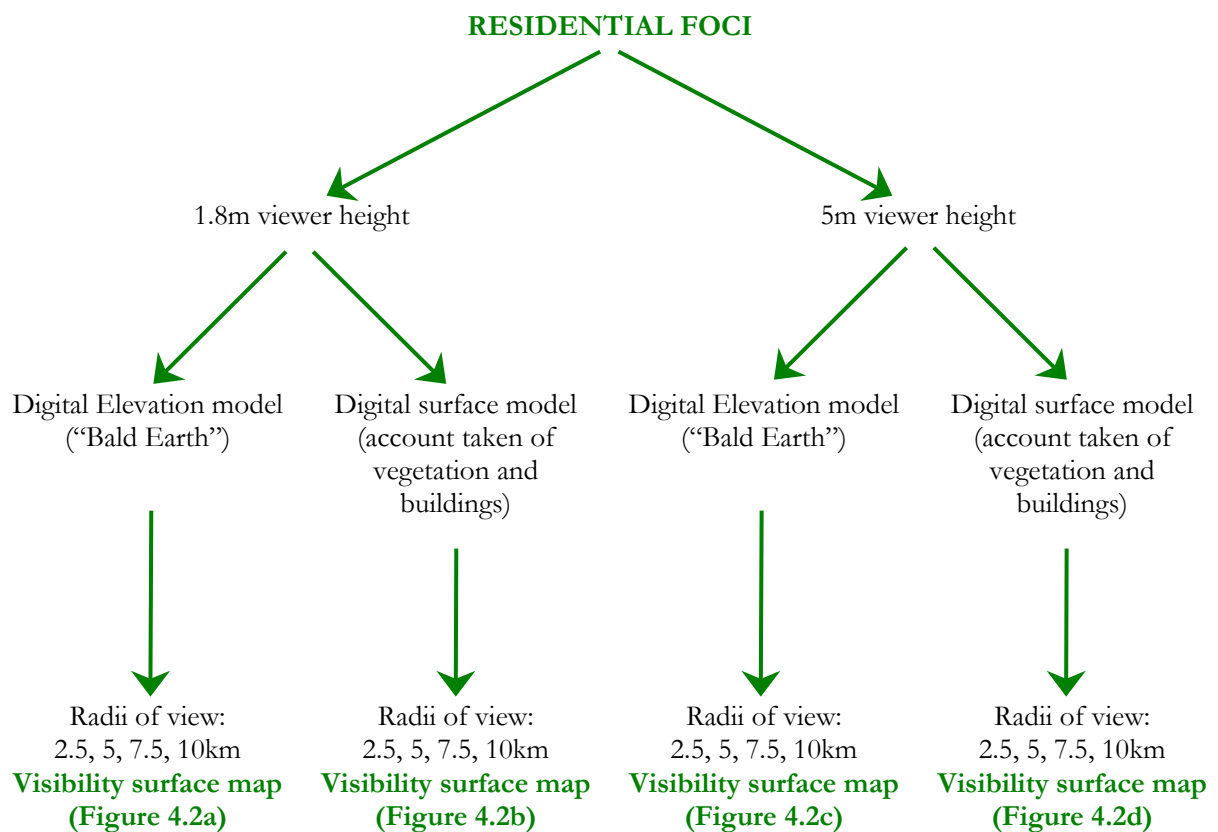 RESIDENTIAL FOCI
1.8m viewer height
5m viewer height
Digital Elevation model
(“Bald Earth”)
Digital surface model
(account taken of
vegetation and
buildings)
Digital Elevation model
(“Bald Earth”)
Digital surface model
(account taken of
vegetation and
buildings)
Radii of view:
2.5, 5, 7.5, 10km
Visibility surface map
(Figure 4.2a)
Radii of view:
2.5, 5, 7.5, 10km
Visibility surface map
(Figure 4.2b)
Radii of view:
2.5, 5, 7.5, 10km
Visibility surface map
(Figure 4.2c)
Radii of view:
2.5, 5, 7.5, 10km
Visibility surface map
(Figure 4.2d)